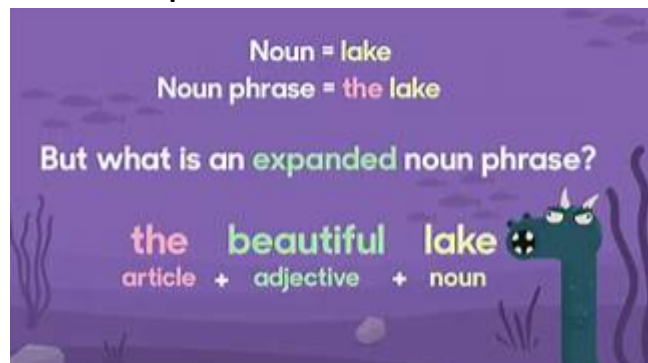 Noun = lake
Noun phrase = the lake
But what is an expanded noun phrase?
the beautiful lake
article + adjective + noun